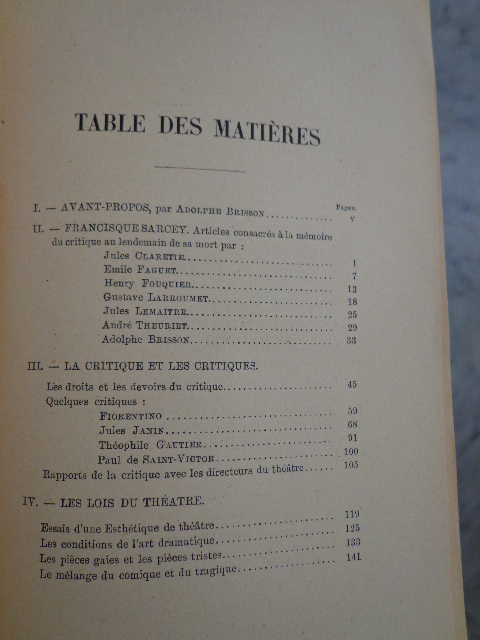 TABLE DES MATIÈRES
Pages.
I. — AVANT-PROPOS, par ADOLPHE BRISSON............. V
II. — FRANCISQUE SARCEY. Articles consacrés à la mémoire
du critique au lendemain de sa mort par :
Jules CLARETIE.............................. 1
Emile FAGUET.............................. 7
Henry FOUQUIER.............................. 13
Gustave LARROUMET.............................. 18
Jules LEMAITRE.............................. 25
André THEURIET.............................. 29
Adolphe BRISSON.............................. 33
III. — LA CRITIQUE ET LES CRITIQUES.
Les droits et les devoirs du critique.................... 45
Quelques critiques :
FIORENTINO .............................. 59
Jules JANIN.............................. 68
Théophile GAUTIER.............................. 91
Paul de SAINT-VICTOR.............................. 100
Rapports de la critique avec les directeurs du théâtre...... 105
IV. — LES LOIS DU THÉATRE.
Essais d'une Esthétique de théâtre.................... 119
Les conditions de l'art dramatique.................... 125
Les pièces gaies et les pièces tristes.................... 133
Le mélange du comique et du tragique.................... 141